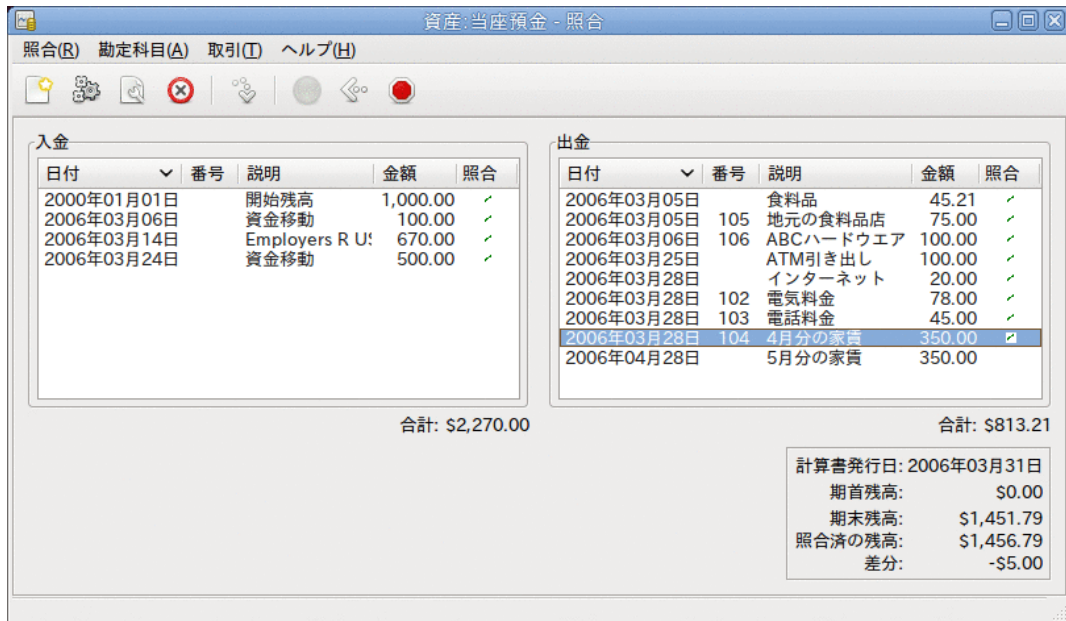 資産:当座預金 - 照合
照合(R) 勘定科目(A) 取引(T) ヘルプ(H)
入金
日付 番号 説明 金額 照合
2000年01月01日 開始残高 1,000.00
2006年03月06日 資金移動 100.00
2006年03月14日 Employers R US 670.00
2006年03月24日 資金移動 500.00
合計: $2,270.00
出金
日付 番号 説明 金額 照合
2006年03月05日 食料品 45.21
2006年03月05日 105 地元の食料品店 75.00
2006年03月06日 106 ABCハードウエア 100.00
2006年03月25日 ATM引き出し 100.00
2006年03月28日 インターネット 20.00
2006年03月28日 102 電気料金 78.00
2006年03月28日 103 電話料金 45.00
2006年03月28日 104 4月分の家賃 350.00
2006年04月28日 5月分の家賃 350.00
合計: $813.21
計算書発行日: 2006年03月31日
期首残高: $0.00
期末残高: $1,451.79
照合済の残高: $1,456.79
差分: -$5.00